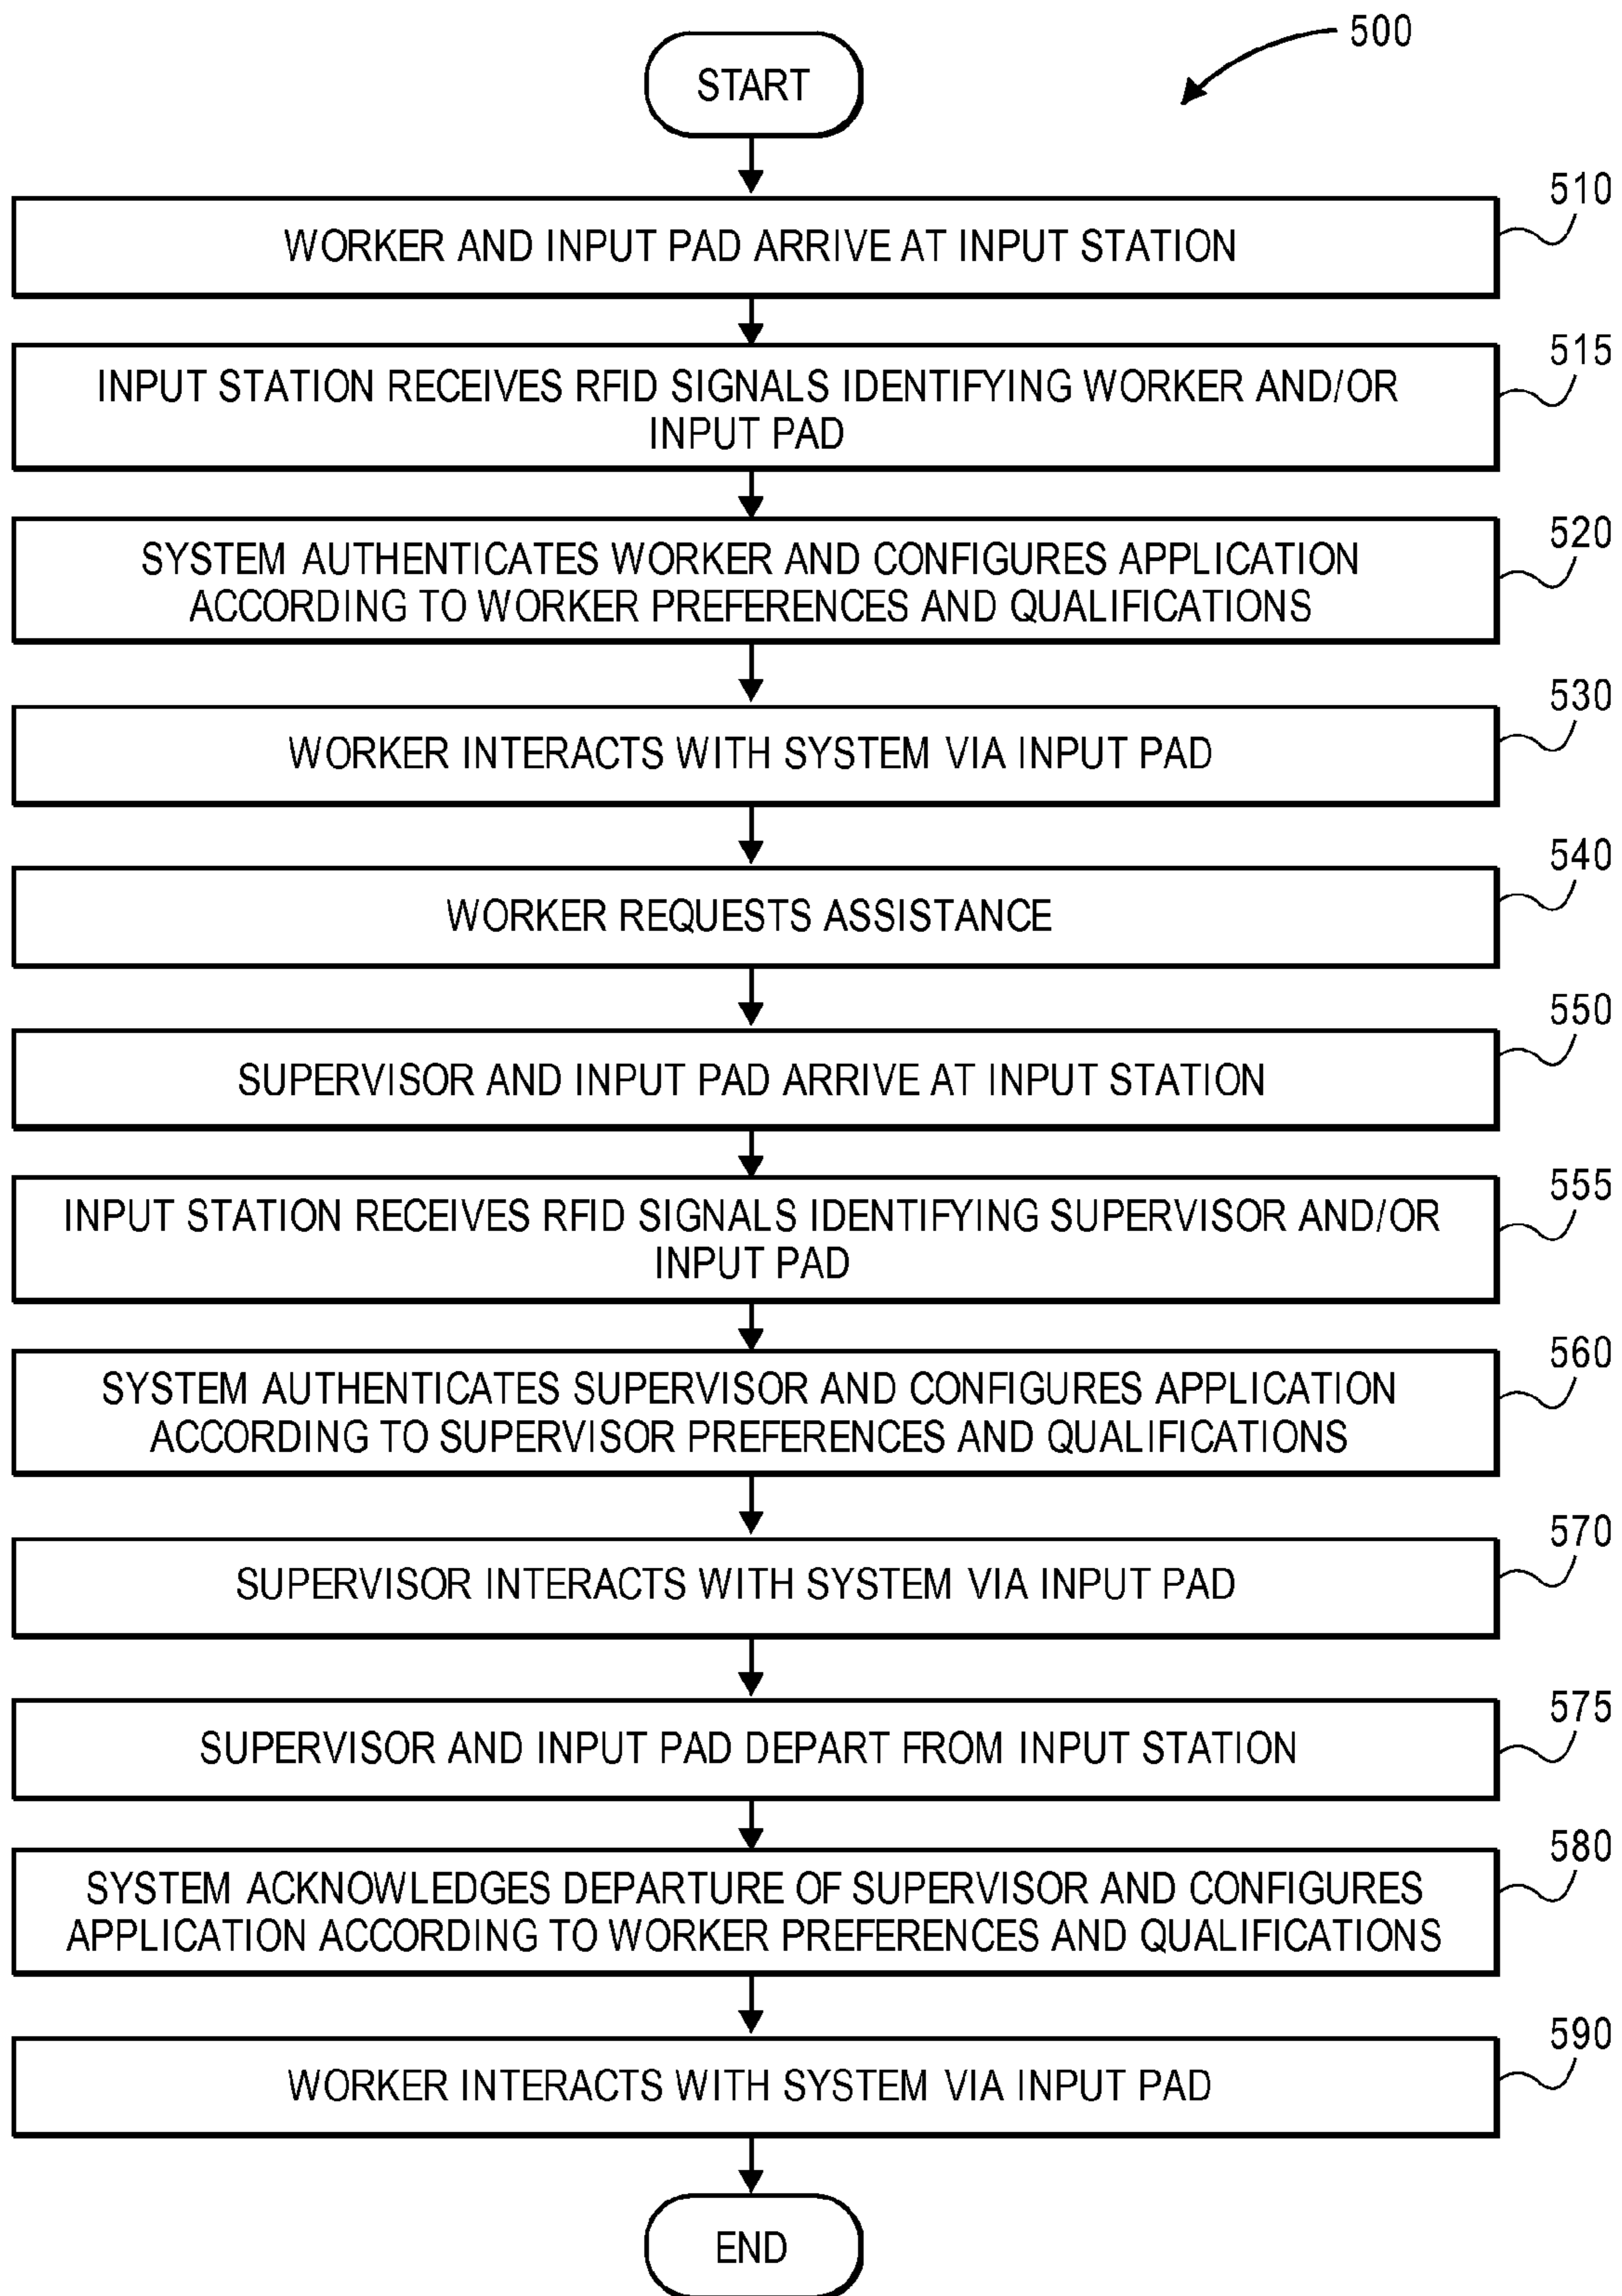 500
START
510
WORKER AND INPUT PAD ARRIVE AT INPUT STATION
515
INPUT STATION RECEIVES RFID SIGNALS IDENTIFYING WORKER AND/OR
INPUT PAD
520
SYSTEM AUTHENTICATES WORKER AND CONFIGURES APPLICATION
ACCORDING TO WORKER PREFERENCES AND QUALIFICATIONS
530
WORKER INTERACTS WITH SYSTEM VIA INPUT PAD
540
WORKER REQUESTS ASSISTANCE
550
SUPERVISOR AND INPUT PAD ARRIVE AT INPUT STATION
555
INPUT STATION RECEIVES RFID SIGNALS IDENTIFYING SUPERVISOR AND/OR
INPUT PAD
560
SYSTEM AUTHENTICATES SUPERVISOR AND CONFIGURES APPLICATION
ACCORDING TO SUPERVISOR PREFERENCES AND QUALIFICATIONS
570
SUPERVISOR INTERACTS WITH SYSTEM VIA INPUT PAD
575
SUPERVISOR AND INPUT PAD DEPART FROM INPUT STATION
580
SYSTEM ACKNOWLEDGES DEPARTURE OF SUPERVISOR AND CONFIGURES
APPLICATION ACCORDING TO WORKER PREFERENCES AND QUALIFICATIONS
590
WORKER INTERACTS WITH SYSTEM VIA INPUT PAD
END